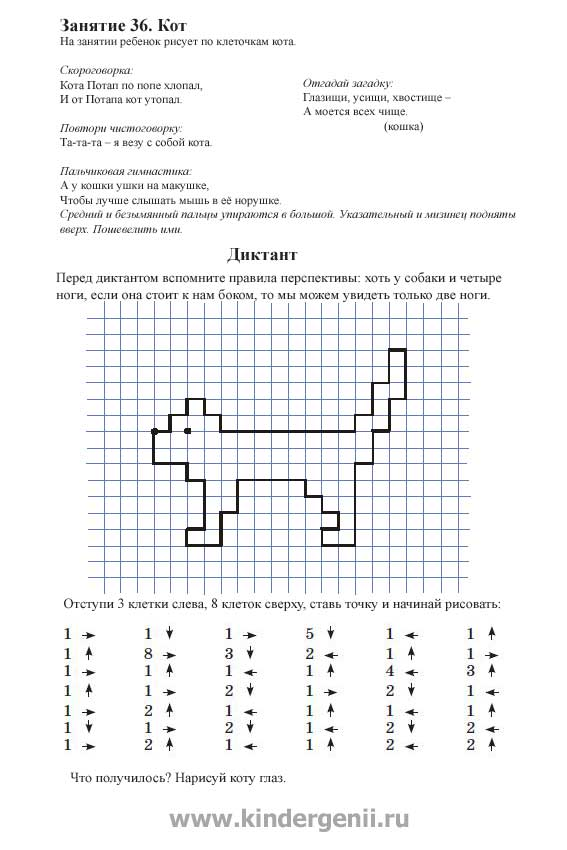 Занятие 36. Кот
На занятии ребенок рисует по клеточкам кота.
Скороговорка:
Кота Потап по попе хлопал,
И от Потапа кот утопал.
Отгадай загадку:
Глазищи, усищи, хвостище –
А моется всех чище.
(кошка)
Повтори чистоговорку:
Та-та-та – я везу с собой кота.
Пальчиковая гимнастика:
А у кошки ушки на макушке,
Чтобы лучше слышать мышь в её норушке.
Средний и безымянный пальцы упираются в большой. Указательный и мизинец подняты
вверх. Пошевелить ими.
Диктант
Перед диктантом вспомните правила перспективы: хоть у собаки и четыре
ноги, если она стоит к нам боком, то мы можем увидеть только две ноги.
Отступи 3 клетки слева, 8 клеток сверху, ставь точку и начинай рисовать:
1 → 1 ↓ 1 → 5 ↓ 1 ← 1 ↑
1 ↑ 8 → 3 ↓ 2 ← 1 ↑ 1 →
1 → 1 ↑ 1 ← 1 ↑ 4 ← 3 ↑
1 ↑ 1 → 2 ↓ 1 → 2 ↓ 1 ←
1 → 2 ↑ 1 ← 1 ↑ 1 ← 1 ↑
1 ↓ 1 → 2 ↓ 1 ← 2 ↓ 2 ←
1 → 2 ↑ 1 ← 1 ↑ 2 ← 2 ↑
Что получилось? Нарисуй коту глаз.
www.kindergenii.ru